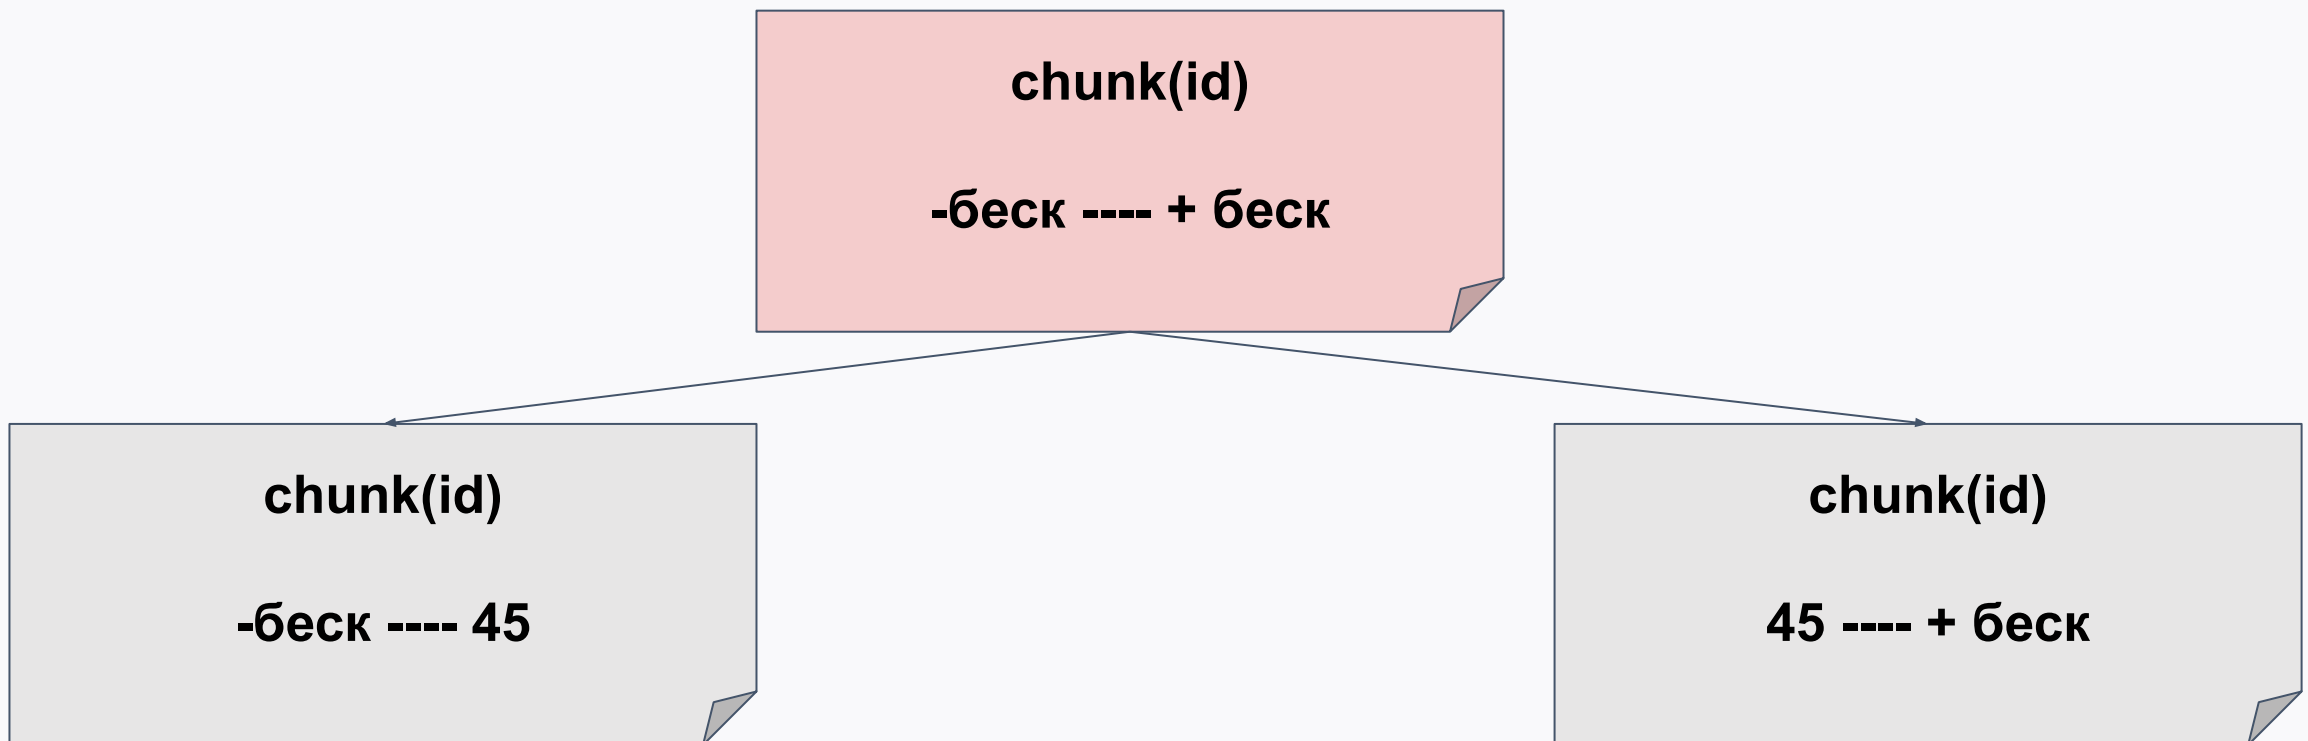 chunk(id)
-беск ---- + беск
chunk(id)
-беск ---- 45
chunk(id)
45 ---- + беск